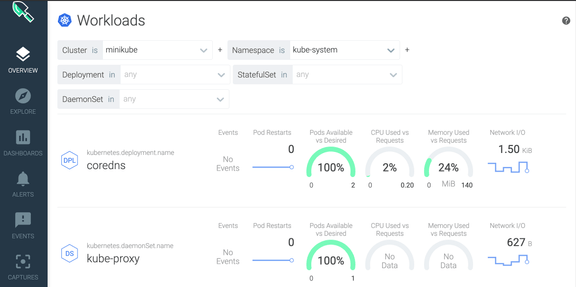 Workloads
Cluster is minikube + Namespace is kube-system +
Deployment in any StatefulSet in any
DaemonSet in any
OVERVIEW
EXPLORE
DASHBOARDS
ALERTS
EVENTS
CAPTURES
Events Pod Restarts Pods Available vs Desired CPU Used vs Requests Memory Used vs Requests Network I/O
DPL
kubernetes.deployment.name
coredns
No Events
0
100%
0 2
2%
0 0.20
24%
0 MiB 140
1.50 KiB
Events Pod Restarts Pods Available vs Desired CPU Used vs Requests Memory Used vs Requests Network I/O
DS
kubernetes.daemonSet.name
kube-proxy
No Events
0
100%
0 1
No Data
No Data
627 B